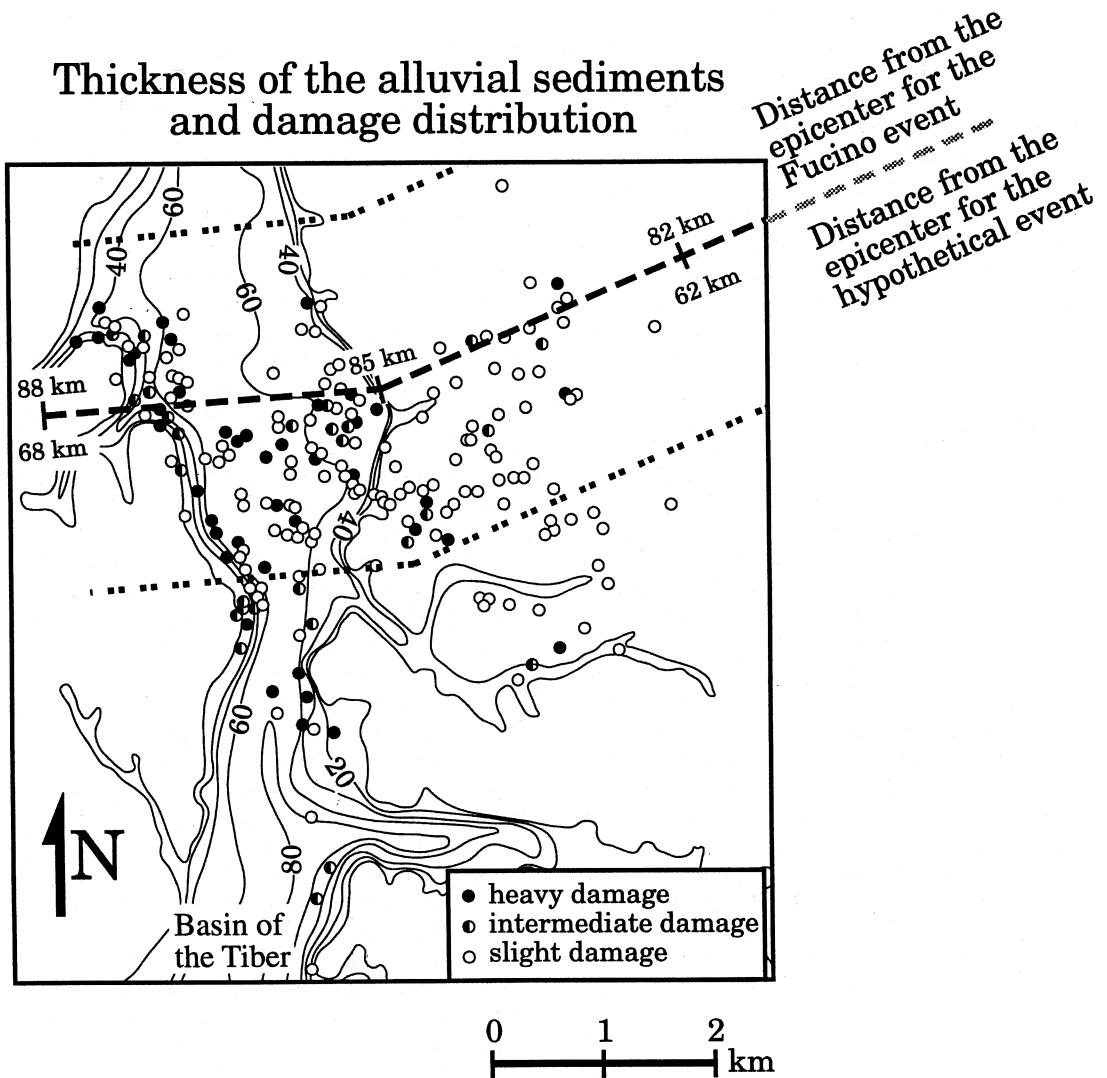 Thickness of the alluvial sediments
and damage distribution
Distance from the
epicenter for the
Fucino event
Distance from the
epicenter for the
hypothetical event
60
40
40
60
82 km
62 km
85 km
88 km
68 km
40
60
20
80
N
Basin of
the Tiber
heavy damage
intermediate damage
slight damage
0 1 2
km